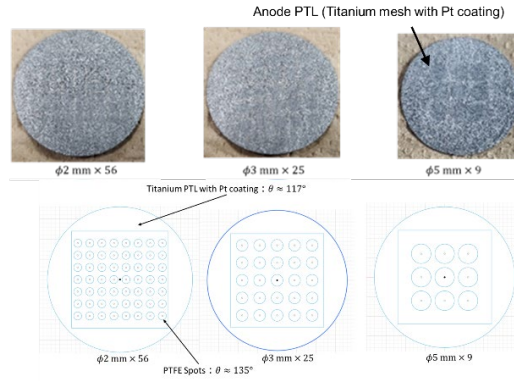 Anode PTL (Titanium mesh with Pt coating)
ϕ2 mm × 56
ϕ3 mm × 25
ϕ5 mm × 9
Titanium PTL with Pt coating : θ ≈ 117°
ϕ2 mm × 56
ϕ3 mm × 25
ϕ5 mm × 9
PTFE Spots : θ ≈ 135°